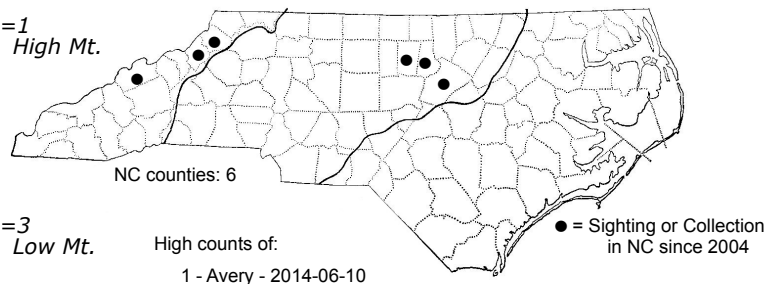 =1
High Mt.
NC counties: 6
=3
Low Mt.
High counts of:
1 - Avery - 2014-06-10
● = Sighting or Collection
in NC since 2004